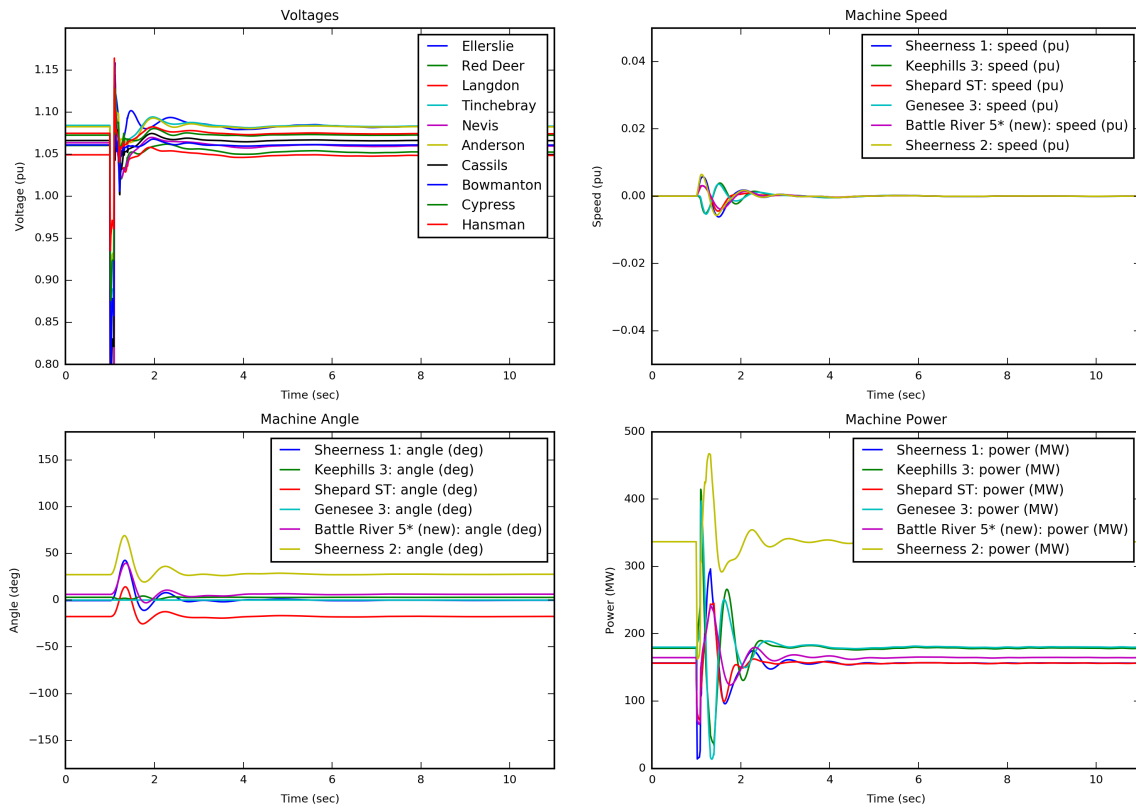 Voltages
Voltage (pu)
1.15
1.10
1.05
1.00
0.95
0.90
0.85
0.80
Ellerslie
Red Deer
Langdon
Tinchebray
Nevis
Anderson
Cassils
Bowmanton
Cypress
Hansman
0 2 4 6 8 10
Time (sec)
Machine Speed
Speed (pu)
0.04
0.02
0.00
−0.02
−0.04
Sheerness 1: speed (pu)
Keephills 3: speed (pu)
Shepard ST: speed (pu)
Genesee 3: speed (pu)
Battle River 5* (new): speed (pu)
Sheerness 2: speed (pu)
0 2 4 6 8 10
Time (sec)
Machine Angle
Angle (deg)
150
100
50
0
−50
−100
−150
Sheerness 1: angle (deg)
Keephills 3: angle (deg)
Shepard ST: angle (deg)
Genesee 3: angle (deg)
Battle River 5* (new): angle (deg)
Sheerness 2: angle (deg)
0 2 4 6 8 10
Time (sec)
Machine Power
Power (MW)
500
400
300
200
100
0
Sheerness 1: power (MW)
Keephills 3: power (MW)
Shepard ST: power (MW)
Genesee 3: power (MW)
Battle River 5* (new): power (MW)
Sheerness 2: power (MW)
0 2 4 6 8 10
Time (sec)